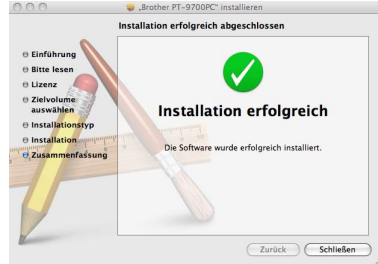 „Brother PT-9700PC“ installieren
Installation erfolgreich abgeschlossen
Einführung
Bitte lesen
Lizenz
Zielvolume
auswählen
Installationstyp
Installation
Zusammenfassung
Installation erfolgreich
Die Software wurde erfolgreich installiert.
Zurück
Schließen